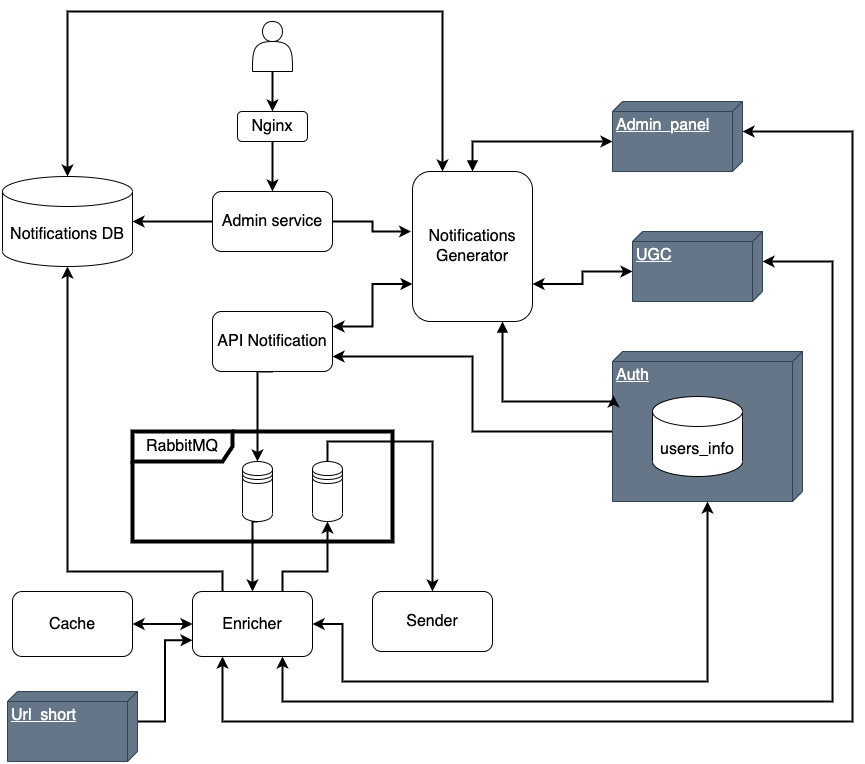 Nginx
Admin_panel
Admin service
Notifications DB
Notifications
Generator
UGC
API Notification
Auth
users_info
RabbitMQ
Cache
Enricher
Sender
Url_short